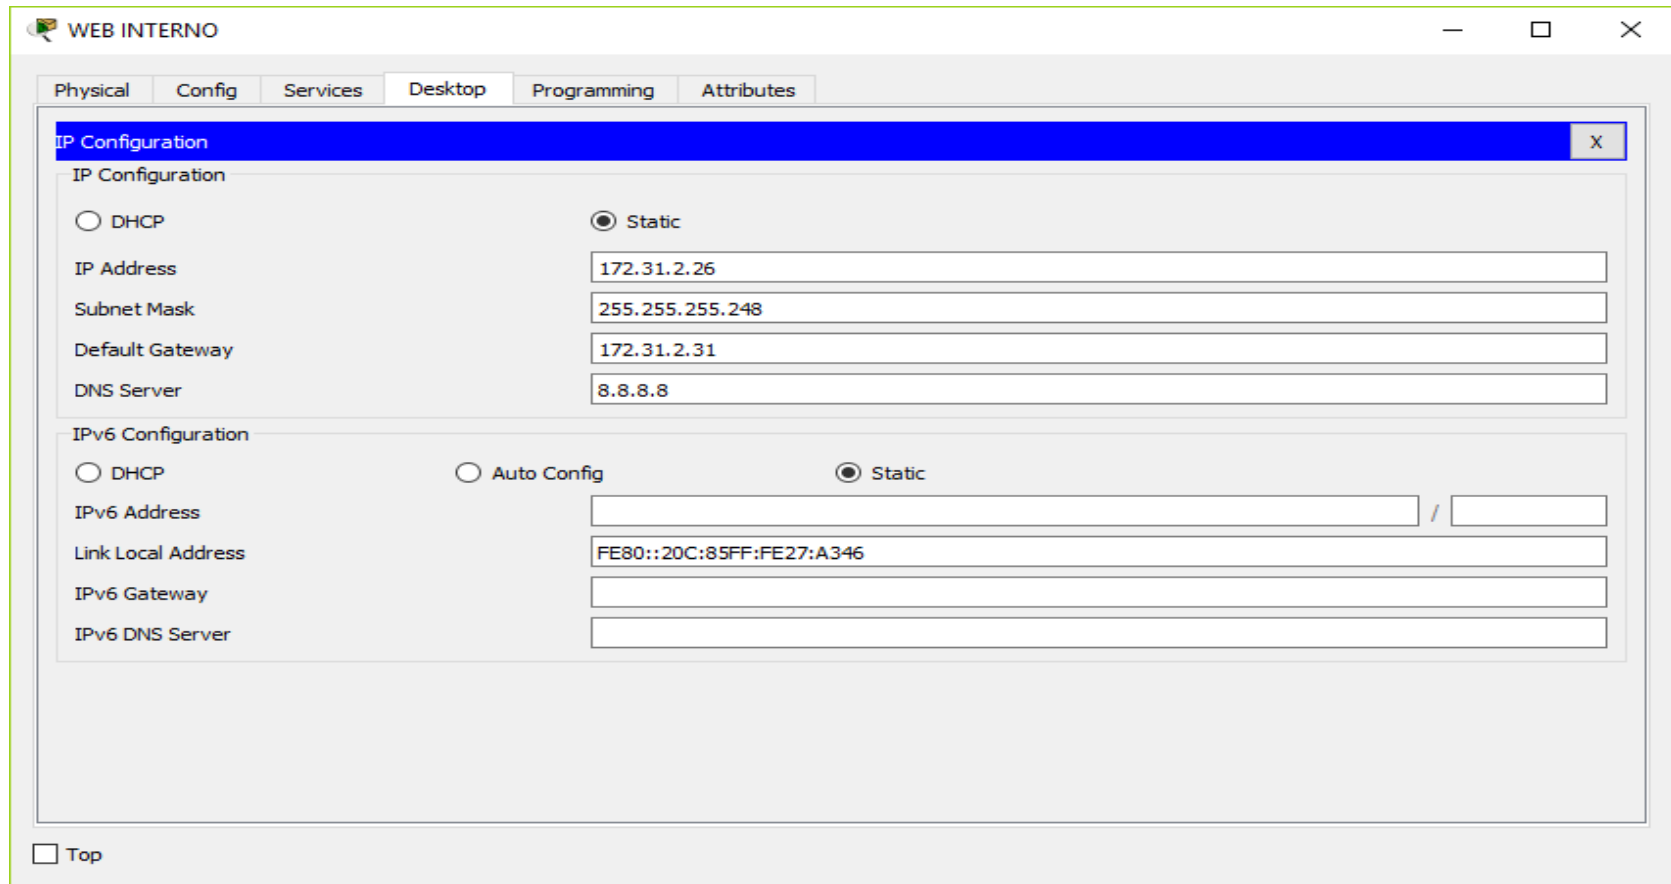 WEB INTERNO
Physical Config Services Desktop Programming Attributes
IP Configuration X
IP Configuration
DHCP Static
IP Address 172.31.2.26
Subnet Mask 255.255.255.248
Default Gateway 172.31.2.31
DNS Server 8.8.8.8
IPv6 Configuration
DHCP Auto Config Static
IPv6 Address /
Link Local Address FE80::20C:85FF:FE27:A346
IPv6 Gateway
IPv6 DNS Server
Top